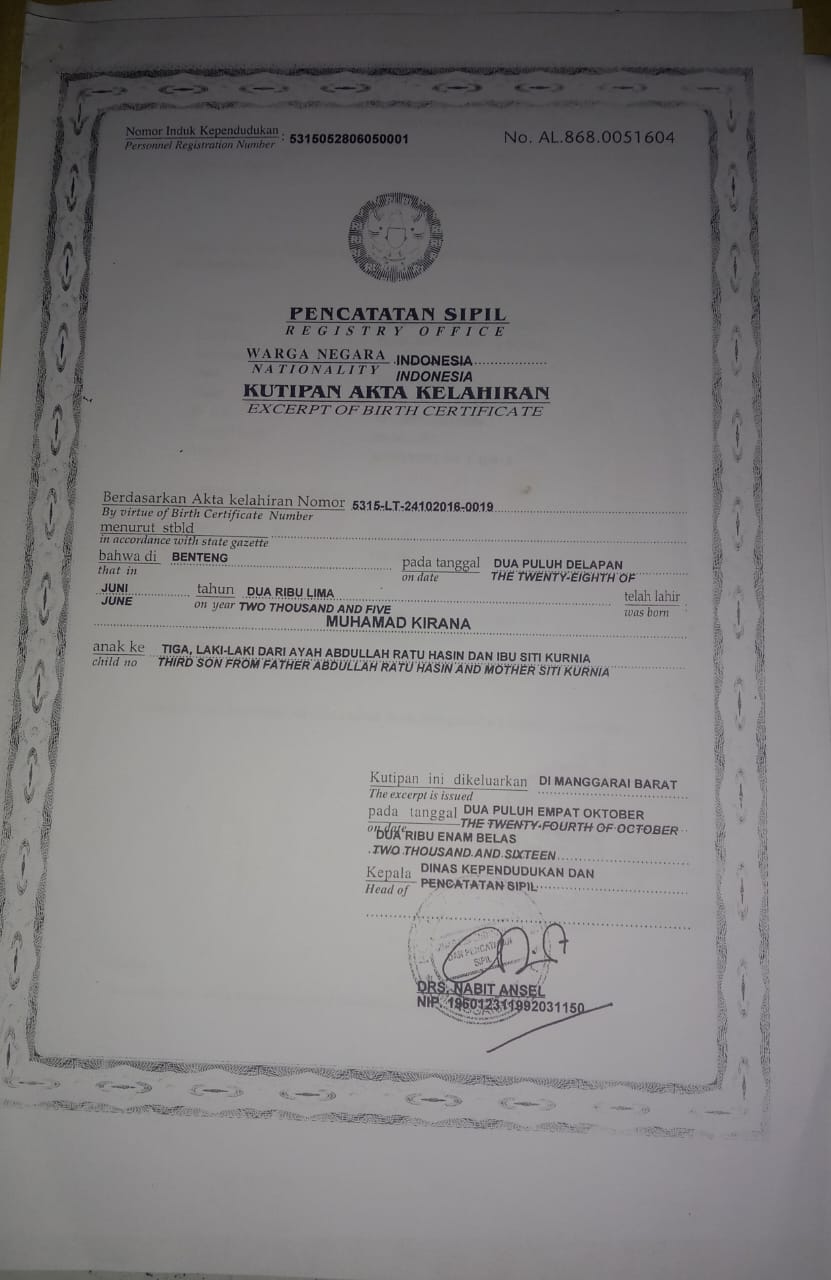 Nomor Induk Kependudukan : 5315052806050001
Personnel Registration Number
No. AL.868.0051604
PENCATATAN SIPIL
REGISTRY OFFICE
WARGA NEGARA INDONESIA
NATIONALITY INDONESIA
KUTIPAN AKTA KELAHIRAN
EXCERPT OF BIRTH CERTIFICATE
Berdasarkan Akta kelahiran Nomor 5315-LT-24102016-0019
By virtue of Birth Certificate Number
menurut stbld
in accordance with state gazette
bahwa di BENTENG pada tanggal DUA PULUH DELAPAN
that in on date THE TWENTY-EIGHTH OF
JUNI tahun DUA RIBU LIMA telah lahir
JUNE on year TWO THOUSAND AND FIVE was born
MUHAMAD KIRANA
anak ke TIGA, LAKI-LAKI DARI AYAH ABDULLAH RATU HASIN DAN IBU SITI KURNIA
child no THIRD SON FROM FATHER ABDULLAH RATU HASIN AND MOTHER SITI KURNIA
Kutipan ini dikeluarkan DI MANGGARAI BARAT
The excerpt is issued
pada tanggal DUA PULUH EMPAT OKTOBER
on date THE TWENTY-FOURTH OF OCTOBER
DUA RIBU ENAM BELAS
TWO THOUSAND AND SIXTEEN
Kepala DINAS KEPENDUDUKAN DAN
Head of PENCATATAN SIPIL
DAN PENCATATAN
SIPIL
DRS. NABIT ANSEL
NIP. 196012311992031150